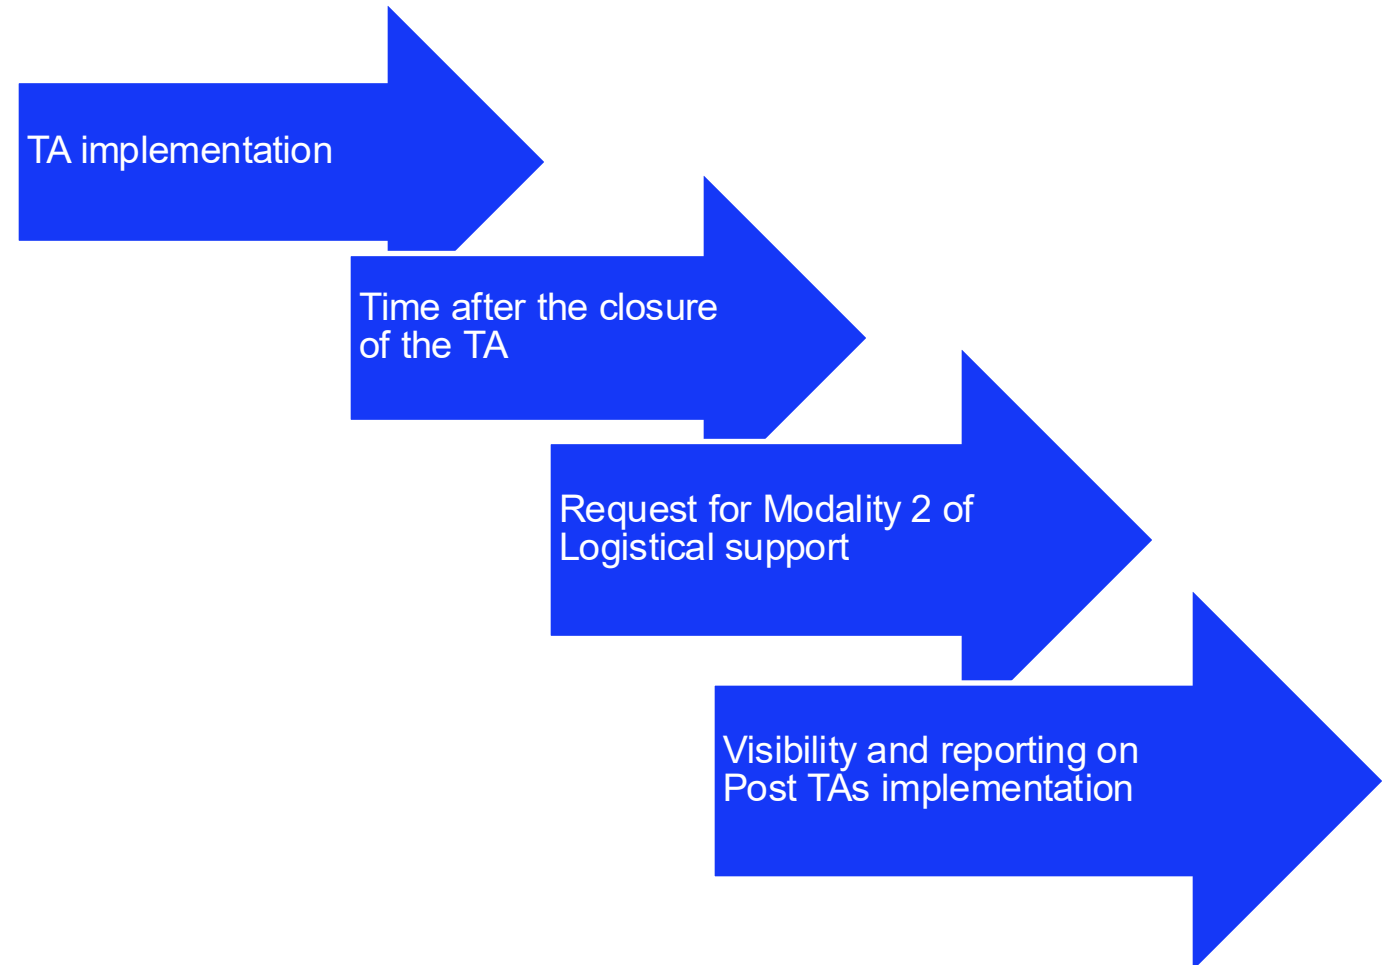 TA implementation
Time after the closure
of the TA
Request for Modality 2 of
Logistical support
Visibility and reporting on
Post TAs implementation